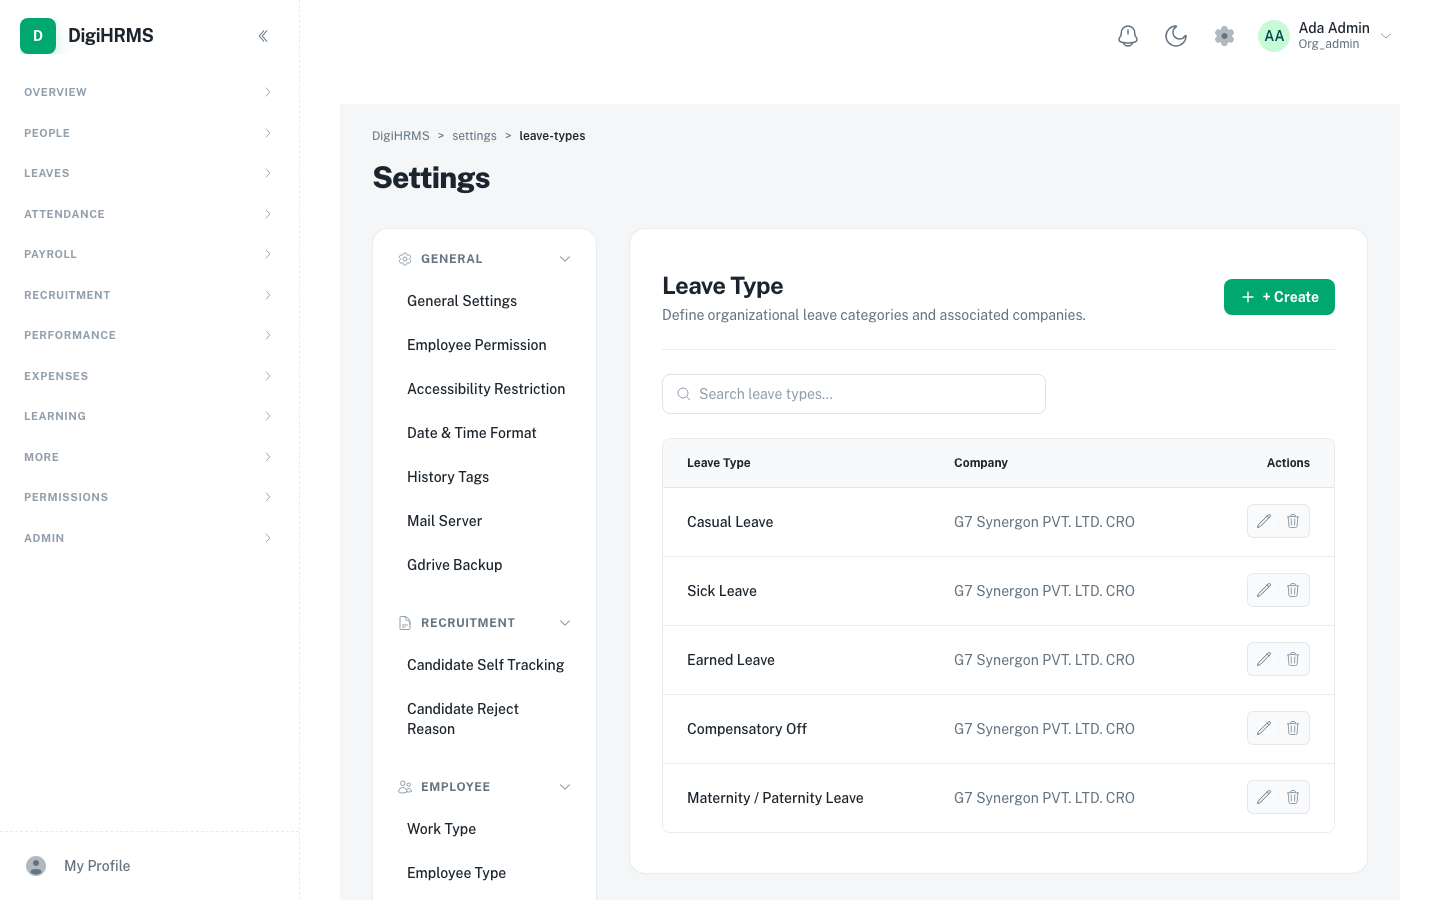 D DigiHRMS
Ada Admin
AA
Org_admin
OVERVIEW
PEOPLE
LEAVES
ATTENDANCE
PAYROLL
RECRUITMENT
PERFORMANCE
EXPENSES
LEARNING
MORE
PERMISSIONS
ADMIN
My Profile
DigiHRMS > settings > leave-types
Settings
GENERAL
General Settings
Employee Permission
Accessibility Restriction
Date & Time Format
History Tags
Mail Server
Gdrive Backup
RECRUITMENT
Candidate Self Tracking
Candidate Reject
Reason
EMPLOYEE
Work Type
Employee Type
Leave Type
Define organizational leave categories and associated companies.
+ Create
Search leave types...
Leave Type Company Actions
Casual Leave G7 Synergon PVT. LTD. CRO
Sick Leave G7 Synergon PVT. LTD. CRO
Earned Leave G7 Synergon PVT. LTD. CRO
Compensatory Off G7 Synergon PVT. LTD. CRO
Maternity / Paternity Leave G7 Synergon PVT. LTD. CRO